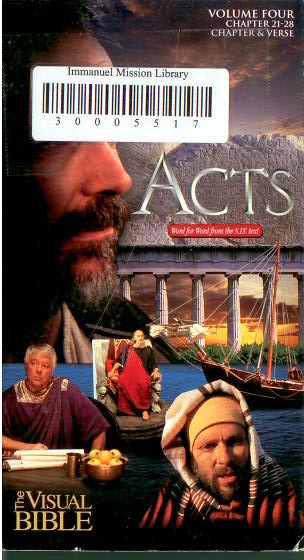 VOLUME FOUR
CHAPTER 21-28
CHAPTER & VERSE
Immanuel Mission Library
3 0 0 0 5 5 1 7
ACTS
Word for Word from the N.I.V. text
The VISUAL
BIBLE